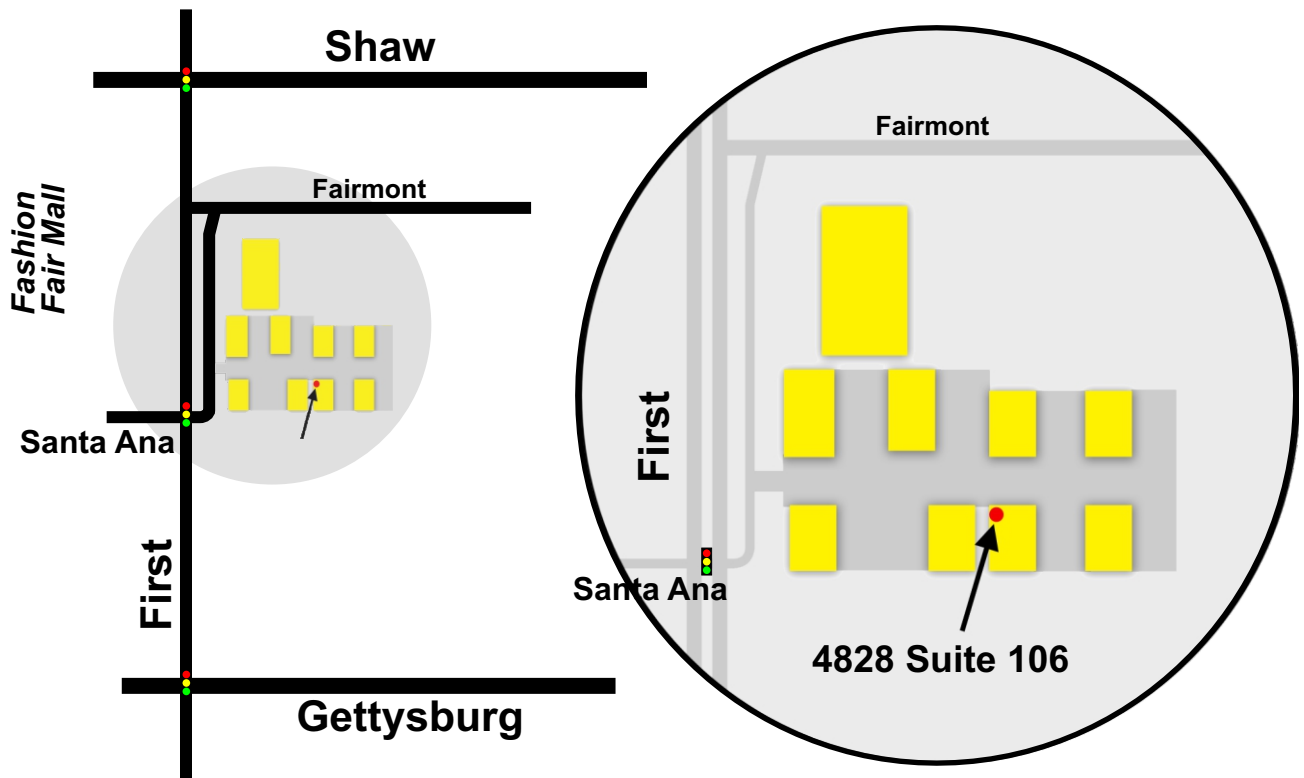 Shaw
Fairmont
Fashion
Fair Mall
Santa Ana
First
Gettysburg
Fairmont
First
Santa Ana
4828 Suite 106